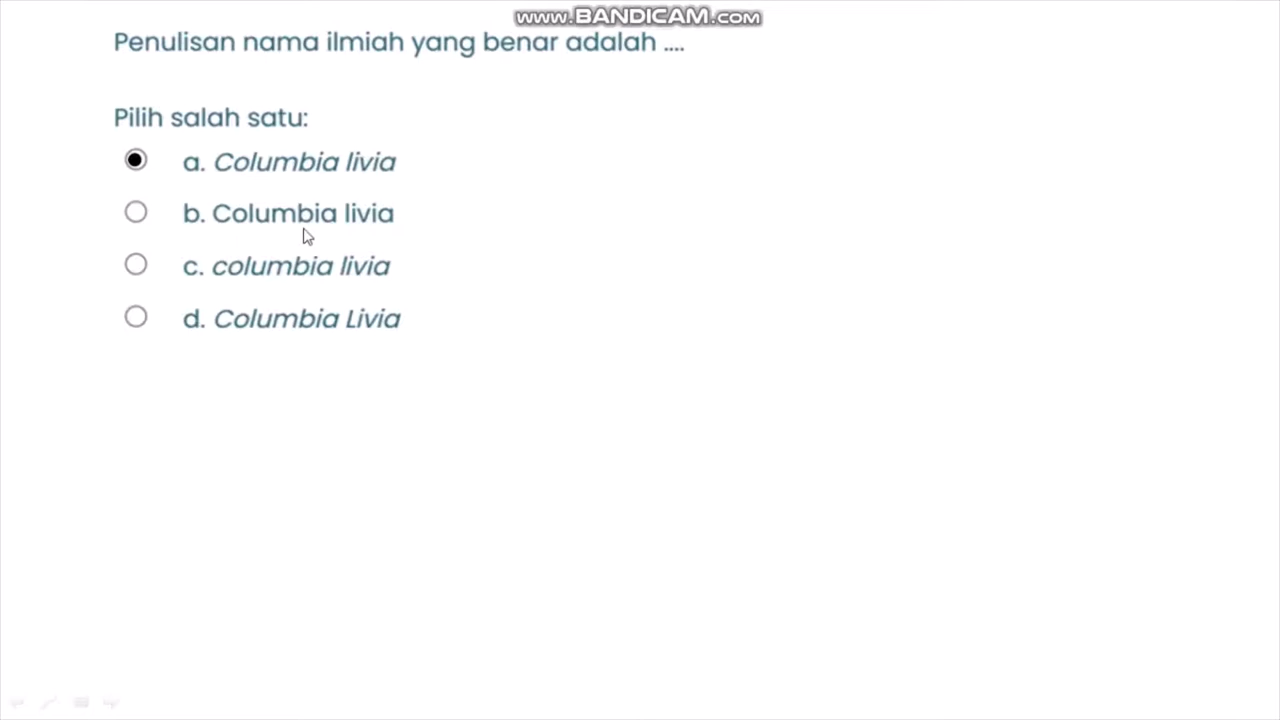 www.BANDICAM.com
Penulisan nama ilmiah yang benar adalah ....
Pilih salah satu:
a. Columbia livia
b. Columbia livia
c. columbia livia
d. Columbia Livia